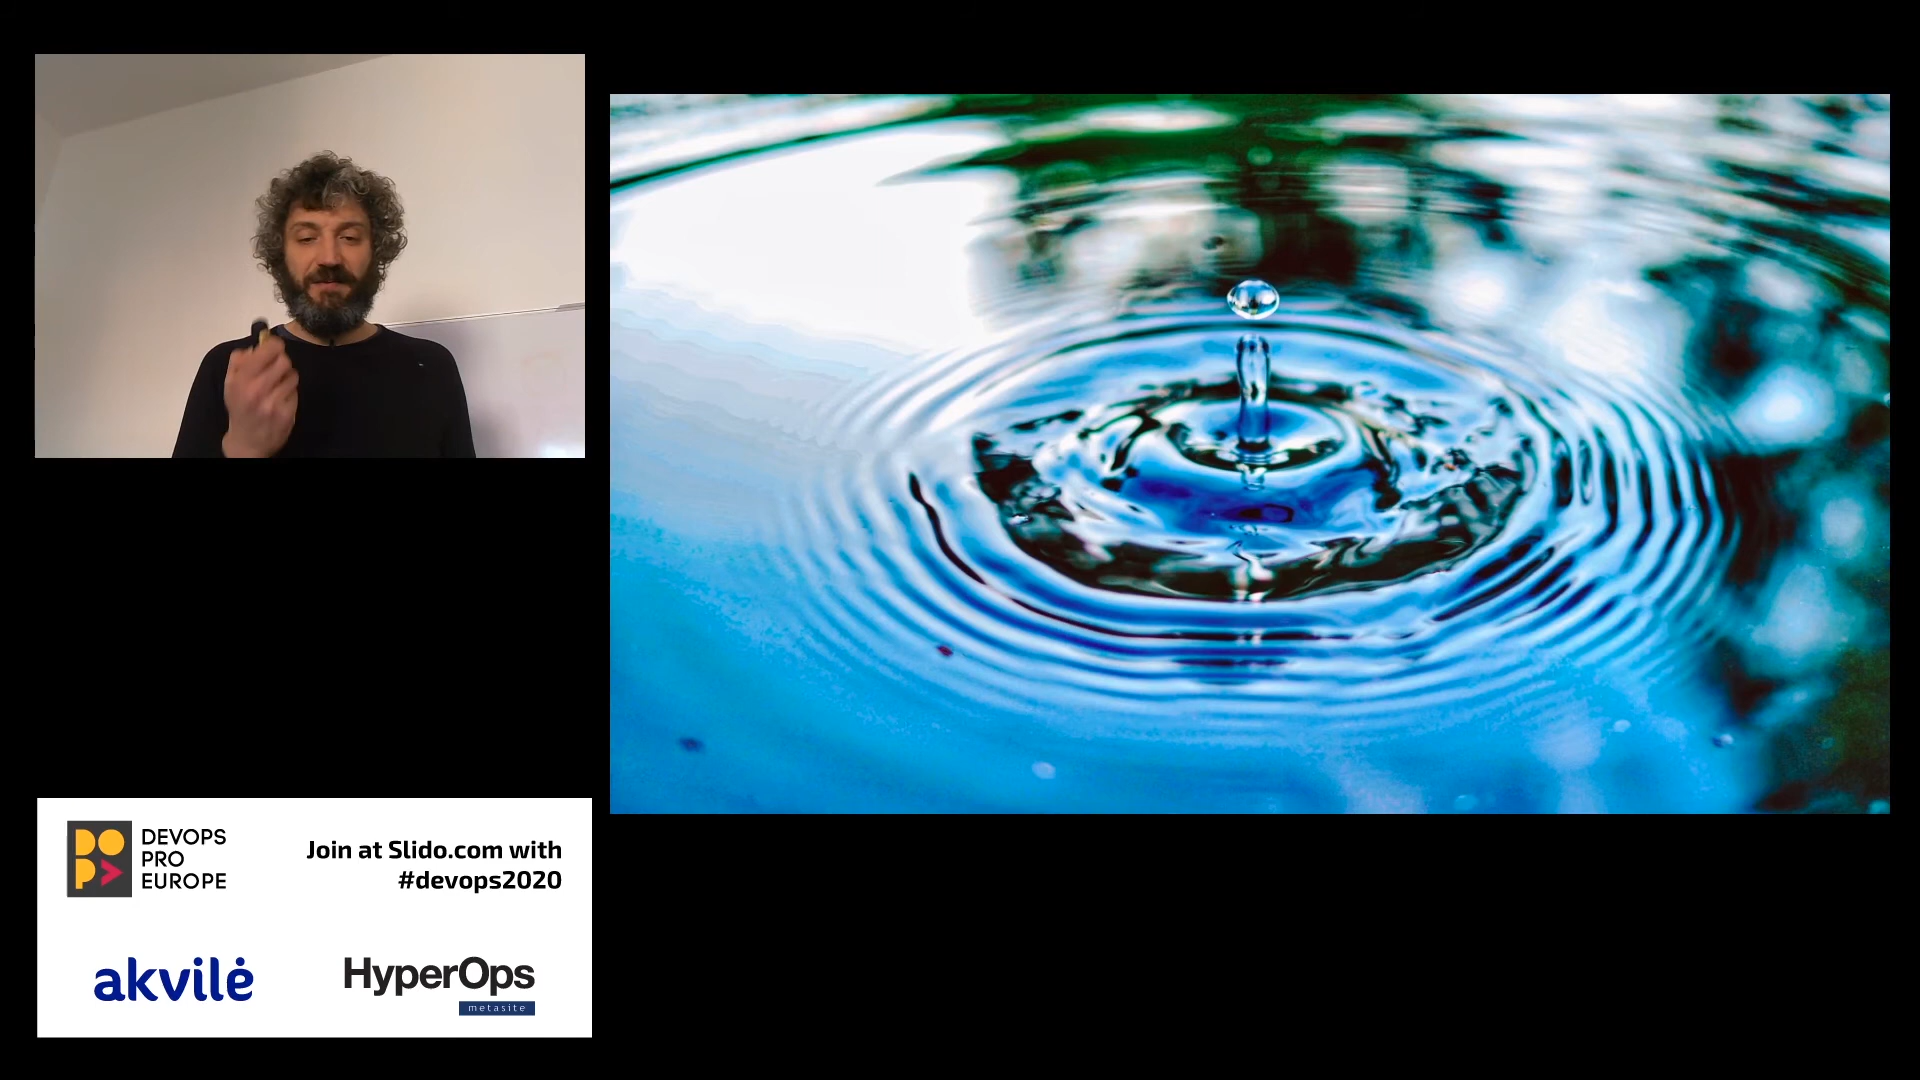 DEVOPS
PRO
EUROPE
Join at Slido.com with
#devops2020
akvilė
HyperOps
metasite